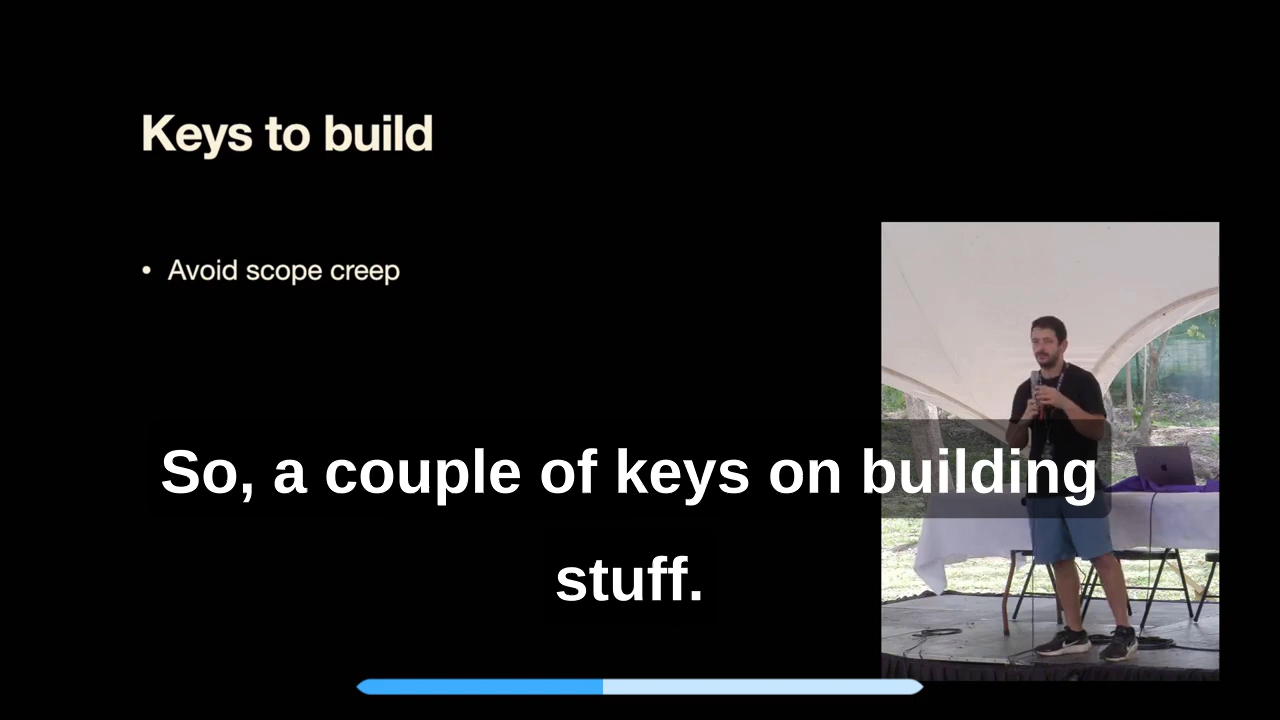 Keys to build
• Avoid scope creep
So, a couple of keys on building
stuff.